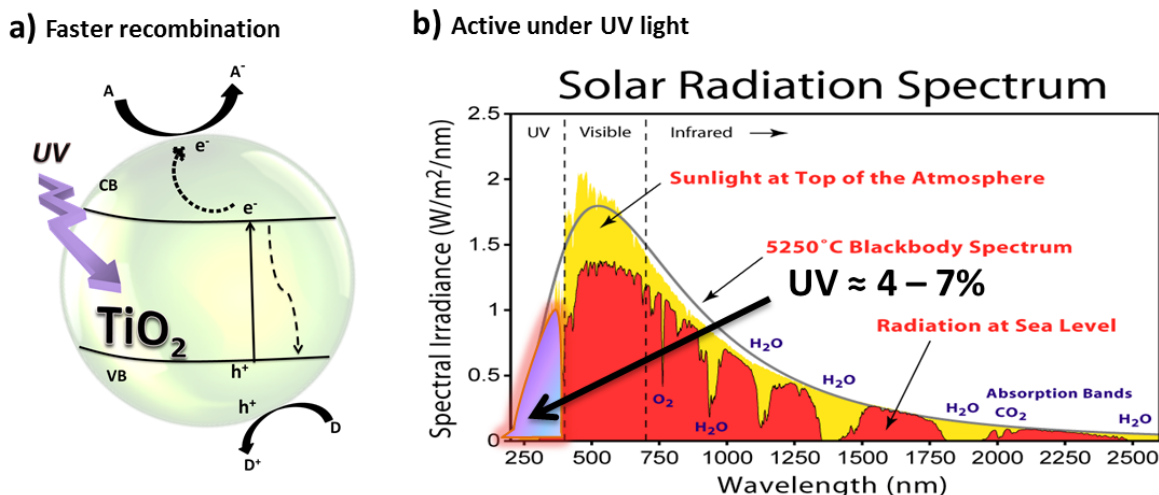 a) Faster recombination
A
A⁻
UV
e⁻
CB
e⁻
TiO₂
VB
h⁺
h⁺
D
D⁺
b) Active under UV light
Solar Radiation Spectrum
UV Visible Infrared
Sunlight at Top of the Atmosphere
5250°C Blackbody Spectrum
UV ≈ 4 – 7%
Radiation at Sea Level
H₂O
H₂O
O₂
H₂O
H₂O
Absorption Bands
CO₂
H₂O
Spectral Irradiance (W/m²/nm)
2.5
2
1.5
1
0.5
0
250 500 750 1000 1250 1500 1750 2000 2250 2500
Wavelength (nm)